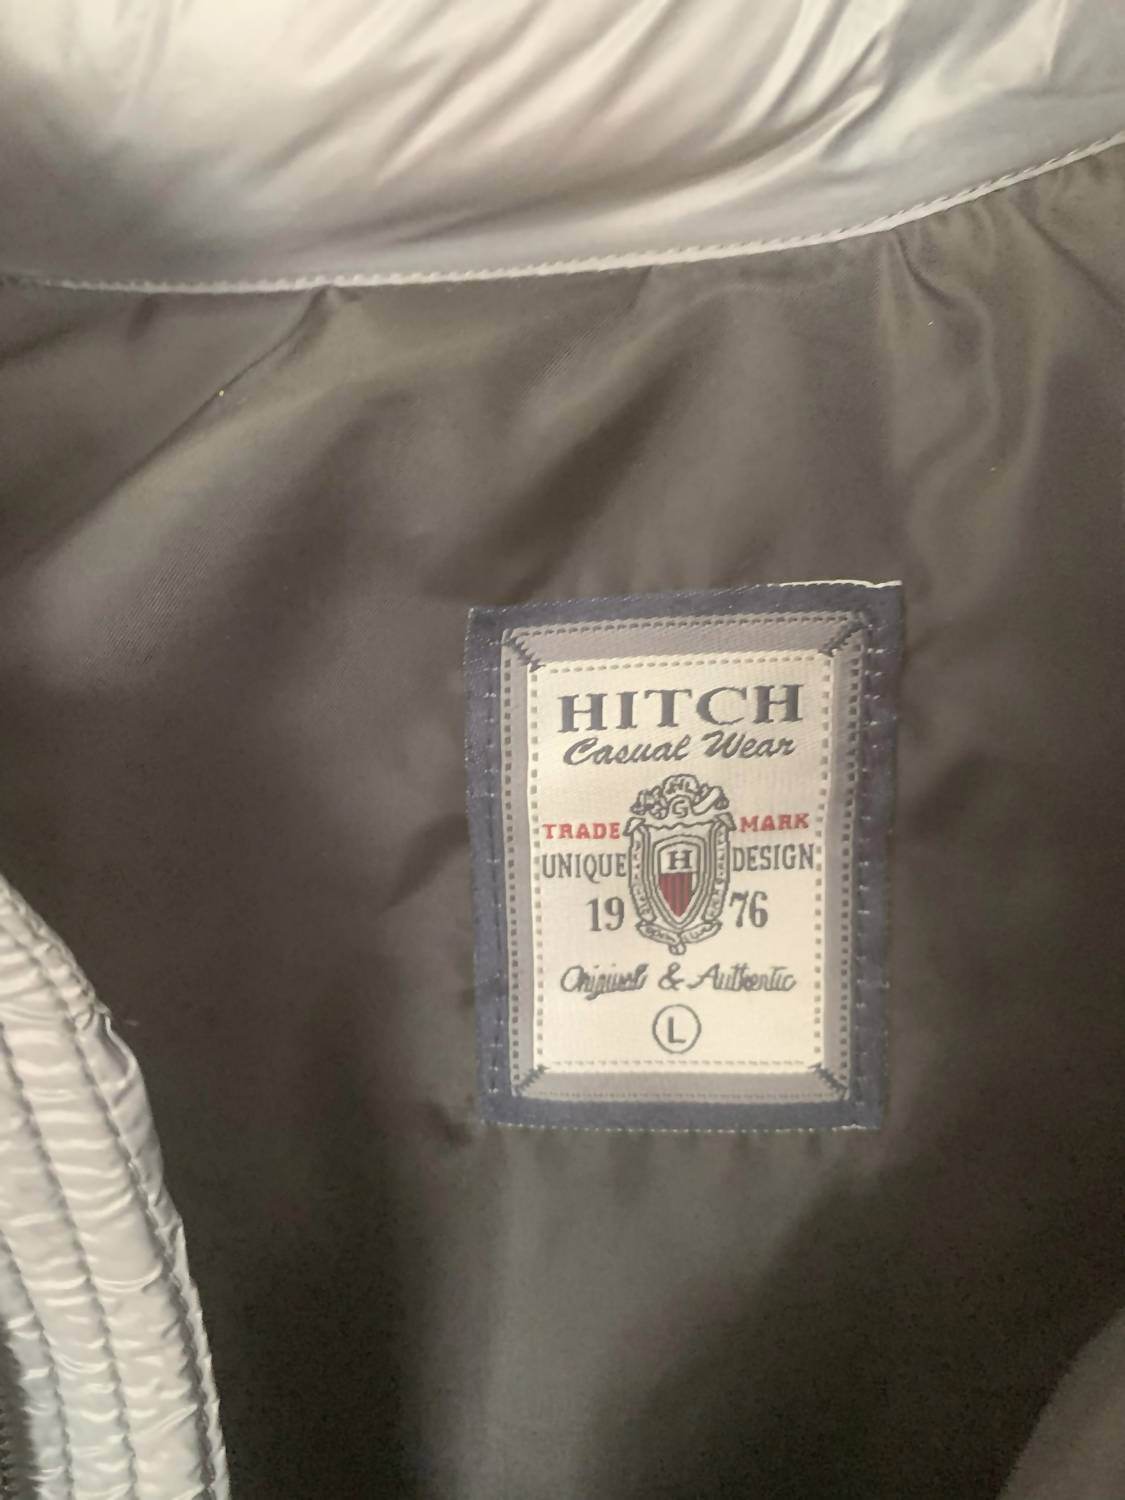 HITCH
Casual Wear
TRADE MARK
UNIQUE H DESIGN
19 76
Original & Authentic
L